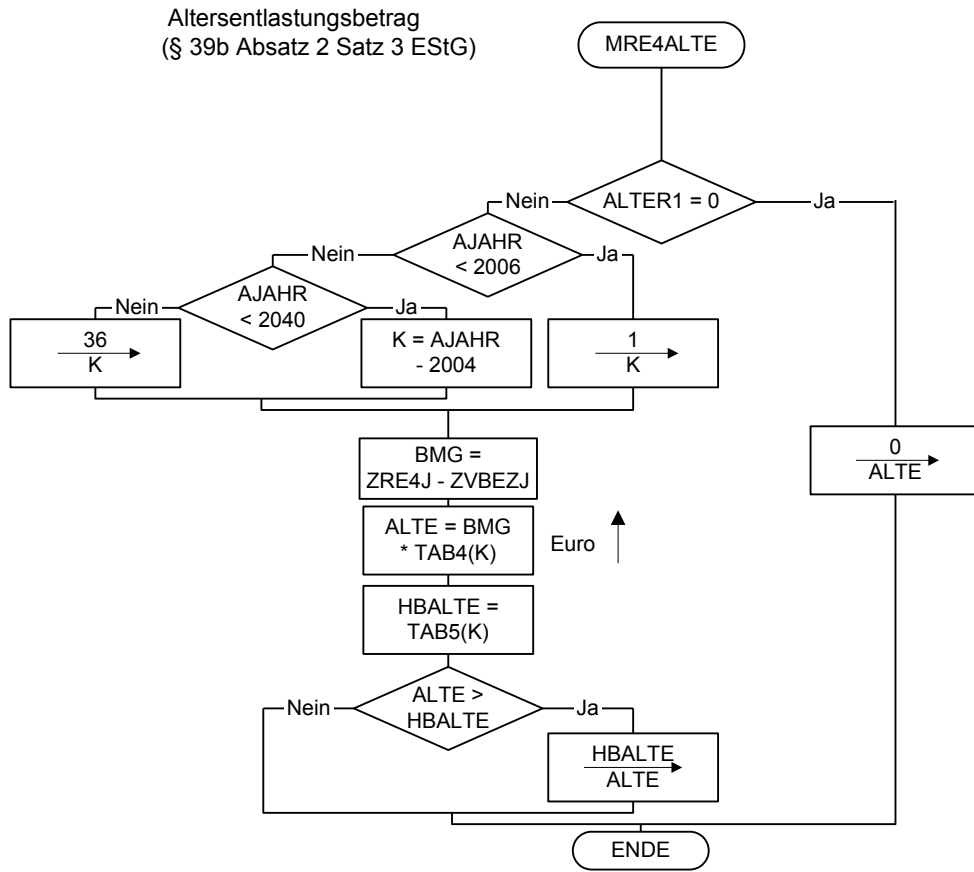 Altersentlastungsbetrag
(§ 39b Absatz 2 Satz 3 EStG)
MRE4ALTE
ALTER1 = 0
Nein
Ja
AJAHR
< 2006
Nein
Ja
AJAHR
< 2040
Nein
Ja
36
K
K = AJAHR
- 2004
1
K
0
ALTE
BMG =
ZRE4J - ZVBEZJ
ALTE = BMG
* TAB4(K)
Euro
HBALTE =
TAB5(K)
ALTE >
HBALTE
Nein
Ja
HBALTE
ALTE
ENDE